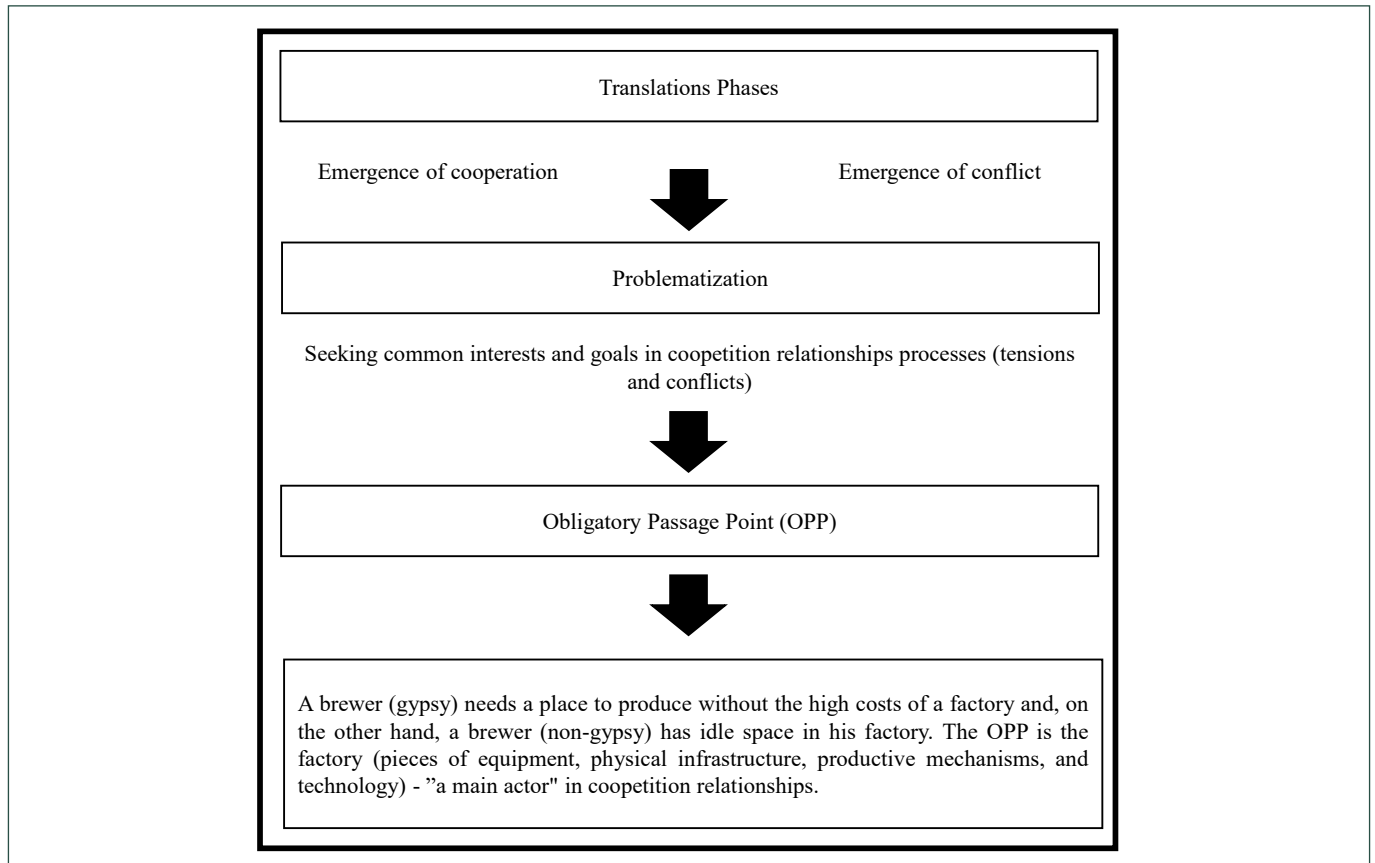 Translations Phases
Emergence of cooperation
Emergence of conflict
Problematization
Seeking common interests and goals in coopetition relationships processes (tensions
and conflicts)
Obligatory Passage Point (OPP)
A brewer (gypsy) needs a place to produce without the high costs of a factory and, on
the other hand, a brewer (non-gypsy) has idle space in his factory. The OPP is the
factory (pieces of equipment, physical infrastructure, productive mechanisms, and
technology) - ”a main actor" in coopetition relationships.